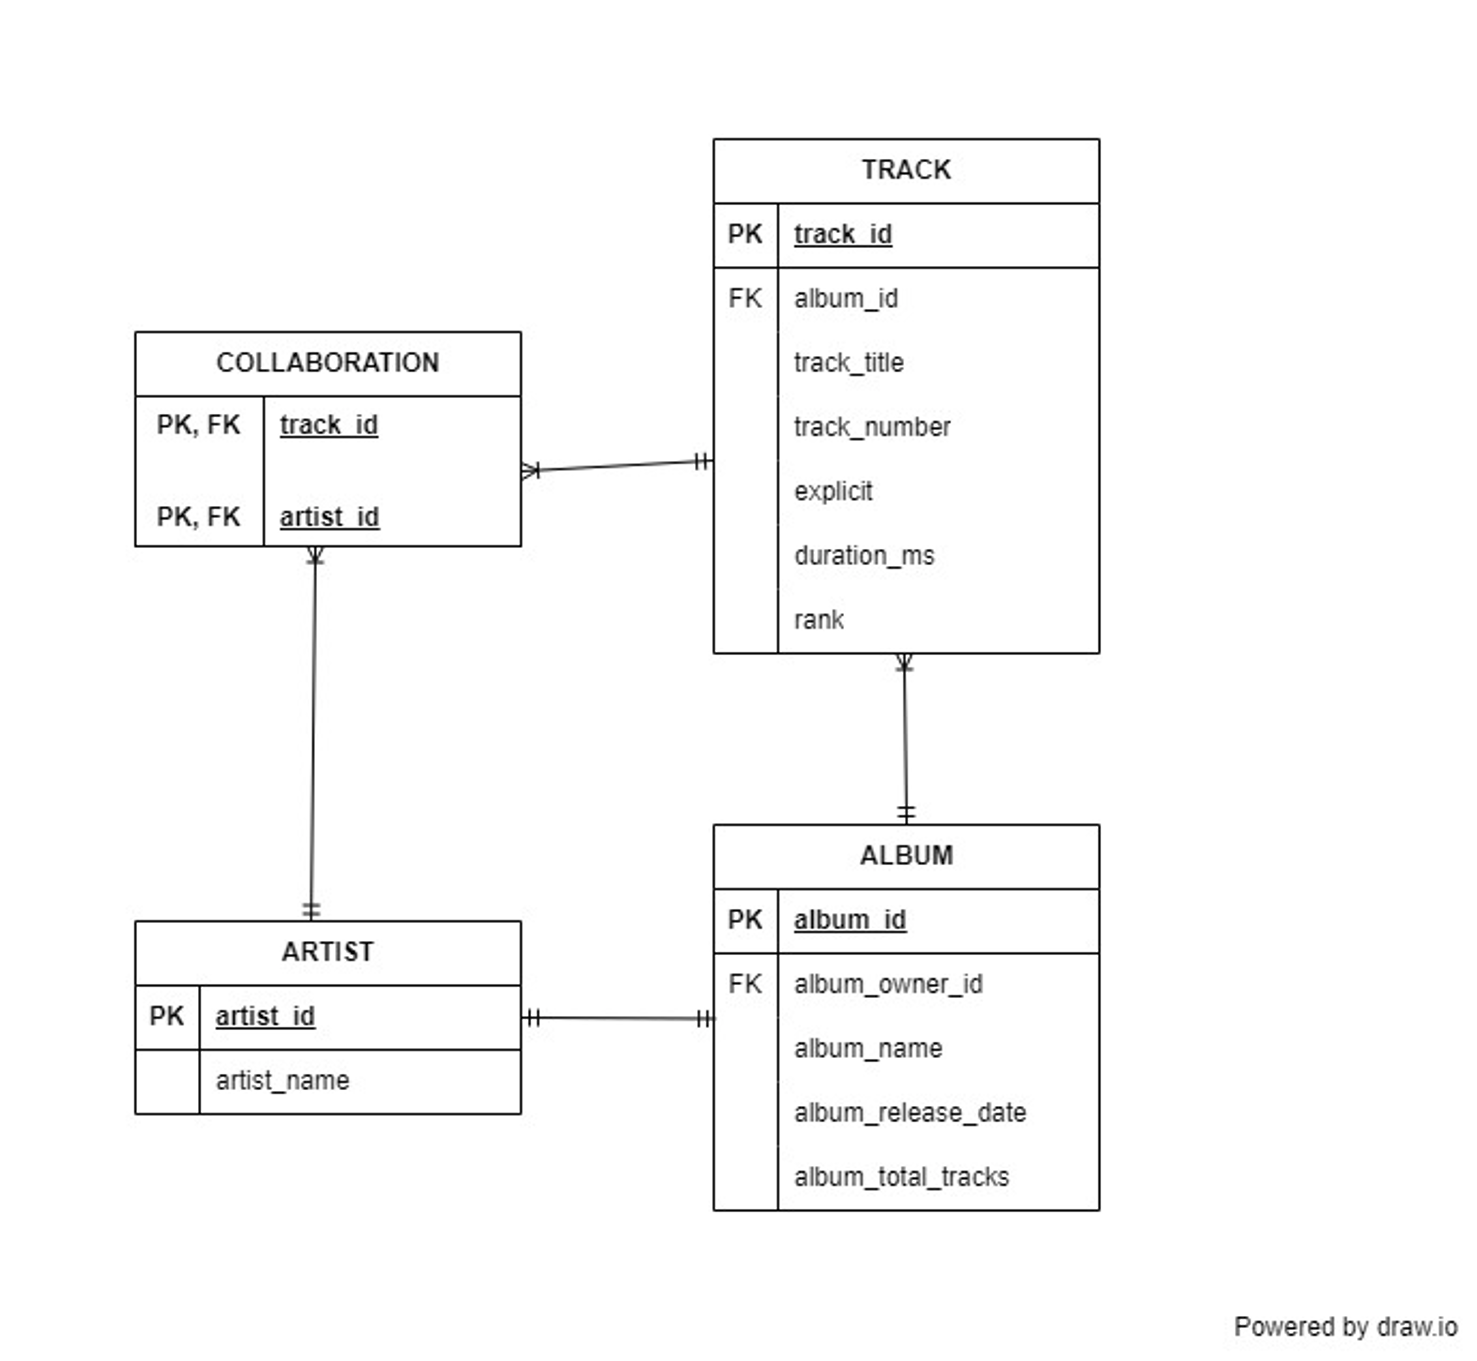 TRACK
PK track_id
FK album_id
track_title
track_number
explicit
duration_ms
rank
COLLABORATION
PK, FK track_id
PK, FK artist_id
ARTIST
PK artist_id
artist_name
ALBUM
PK album_id
FK album_owner_id
album_name
album_release_date
album_total_tracks
Powered by draw.io